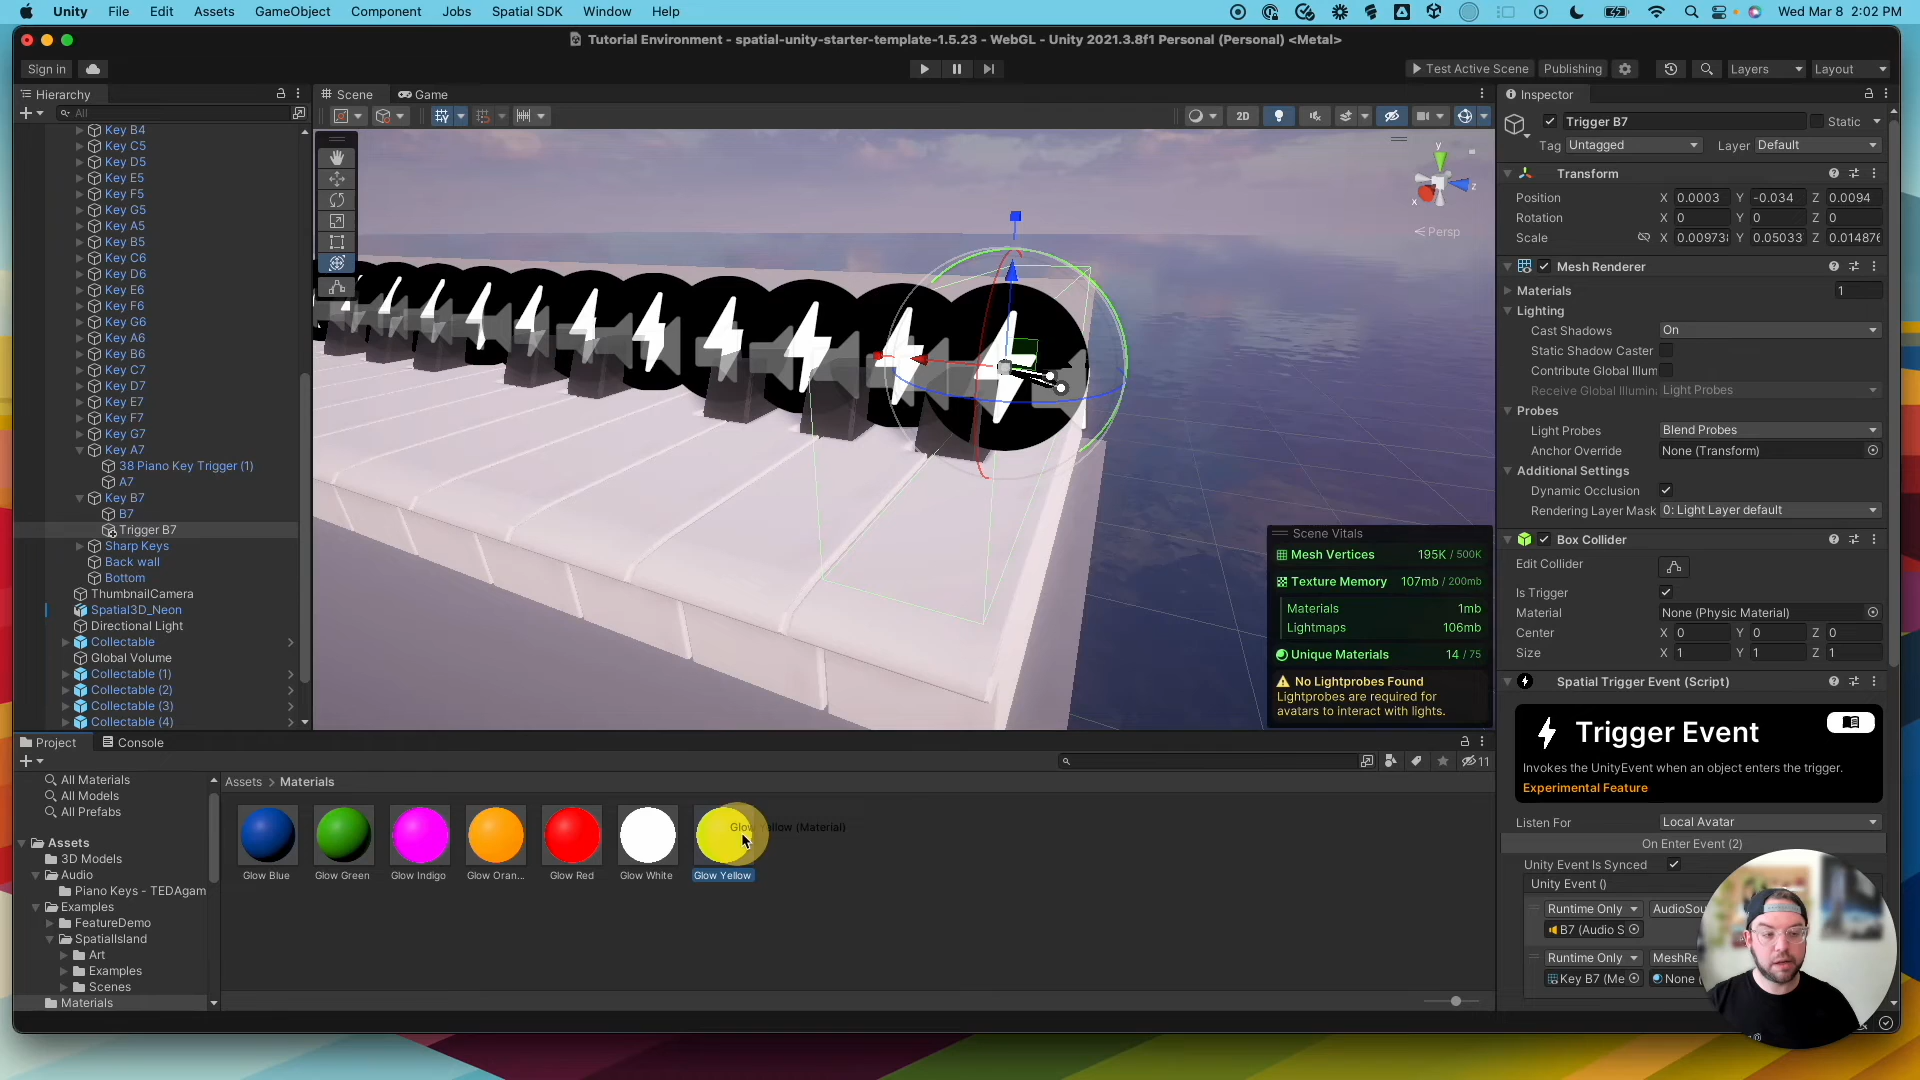 Unity File Edit Assets GameObject Component Jobs Spatial SDK Window Help Wed Mar 8 2:02 PM
Tutorial Environment - spatial-unity-starter-template-1.5.23 - WebGL - Unity 2021.3.8f1 Personal (Personal) <Metal>
Sign in Test Active Scene Publishing Layers Layout
Hierarchy
All
Key B4
Key C5
Key D5
Key E5
Key F5
Key G5
Key A5
Key B5
Key C6
Key D6
Key E6
Key F6
Key G6
Key A6
Key B6
Key C7
Key D7
Key E7
Key F7
Key G7
Key A7
38 Piano Key Trigger (1)
A7
Key B7
B7
Trigger B7
Sharp Keys
Back wall
Bottom
ThumbnailCamera
Spatial3D_Neon
Directional Light
Collectable
Global Volume
Collectable (1)
Collectable (2)
Collectable (3)
Collectable (4)
Scene Game
2D
y
z
x
Persp
Scene Vitals
Mesh Vertices 195K / 500K
Texture Memory 107mb / 200mb
Materials 1mb
Lightmaps 106mb
Unique Materials 14 / 75
No Lightprobes Found
Lightprobes are required for
avatars to interact with lights.
Inspector
Trigger B7 Static
Tag Untagged Layer Default
Transform
Position X 0.0003 Y -0.034 Z 0.0094
Rotation X 0 Y 0 Z 0
Scale X 0.00973 Y 0.05033 Z 0.014876
Mesh Renderer
Materials 1
Lighting
Cast Shadows On
Static Shadow Caster
Contribute Global Illum
Receive Global Illumin Light Probes
Probes
Light Probes Blend Probes
Anchor Override None (Transform)
Additional Settings
Dynamic Occlusion
Rendering Layer Mask 0: Light Layer default
Box Collider
Edit Collider
Is Trigger
Material None (Physic Material)
Center X 0 Y 0 Z 0
Size X 1 Y 1 Z 1
Spatial Trigger Event (Script)
Trigger Event
Invokes the UnityEvent when an object enters the trigger.
Experimental Feature
Listen For Local Avatar
On Enter Event (2)
Unity Event Is Synced
Unity Event ()
Runtime Only AudioSou
B7 (Audio S
Runtime Only MeshRe
Key B7 (Me None (
Project Console
11
All Materials
All Models
All Prefabs
Assets
3D Models
Audio
Piano Keys - TEDAgam
Examples
FeatureDemo
SpatialIsland
Art
Examples
Scenes
Materials
Assets > Materials
Glow Yellow (Material)
Glow Blue Glow Green Glow Indigo Glow Oran... Glow Red Glow White Glow Yellow